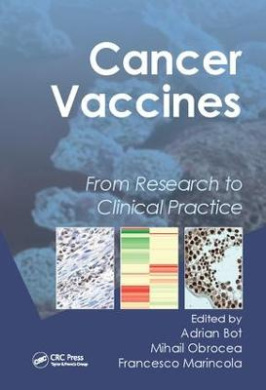 Cancer
Vaccines
From Research to
Clinical Practice
Edited by
Adrian Bot
Mihail Obrocea
Francesco Marincola
CRC Press
Taylor & Francis Group